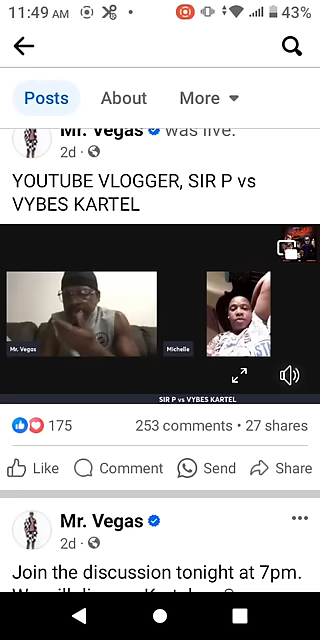 11:49 AM
43%
Posts
About
More
Mr. Vegas was live.
2d
YOUTUBE VLOGGER, SIR P vs
VYBES KARTEL
Mr. Vegas
Michelle
SIR P vs VYBES KARTEL
175
253 comments • 27 shares
Like
Comment
Send
Share
Mr. Vegas
2d
Join the discussion tonight at 7pm.